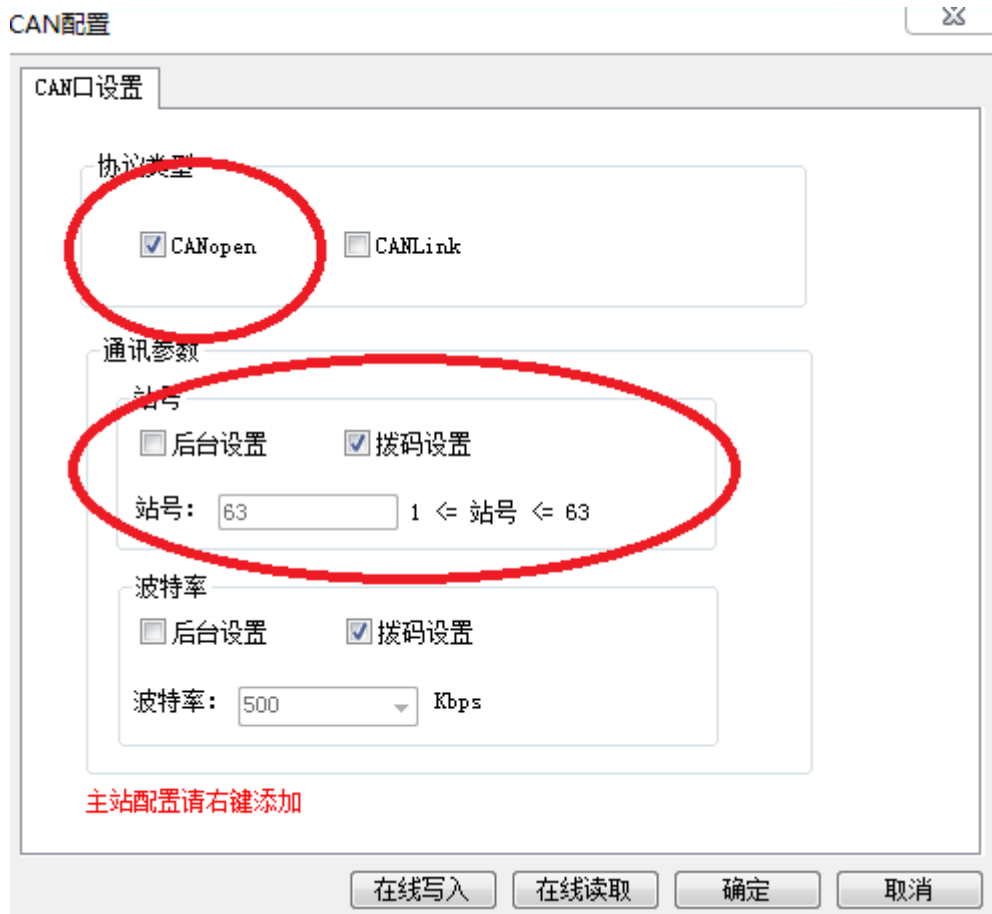 CAN配置
CAN口设置
协议类型
CANopen CANLink
通讯参数
站号
后台设置 拨码设置
站号: 63 1 <= 站号 <= 63
波特率
后台设置 拨码设置
波特率: 500 Kbps
主站配置请右键添加
在线写入 在线读取 确定 取消